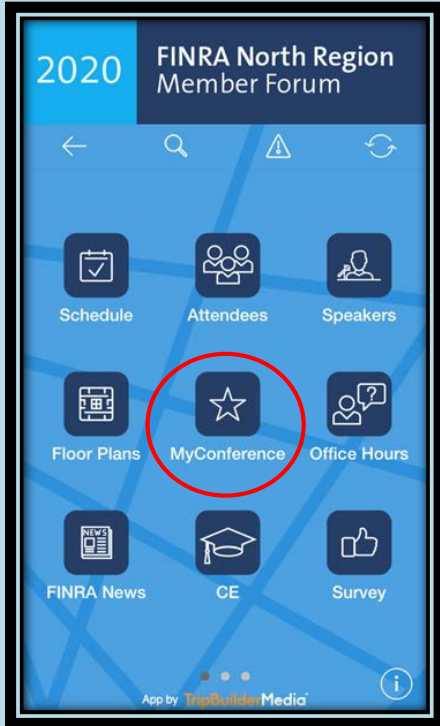 2020
FINRA North Region
Member Forum
Schedule
Attendees
Speakers
?
Floor Plans
MyConference
Office Hours
NEWS
FINRA News
CE
Survey
i
App by TripBuilderMedia